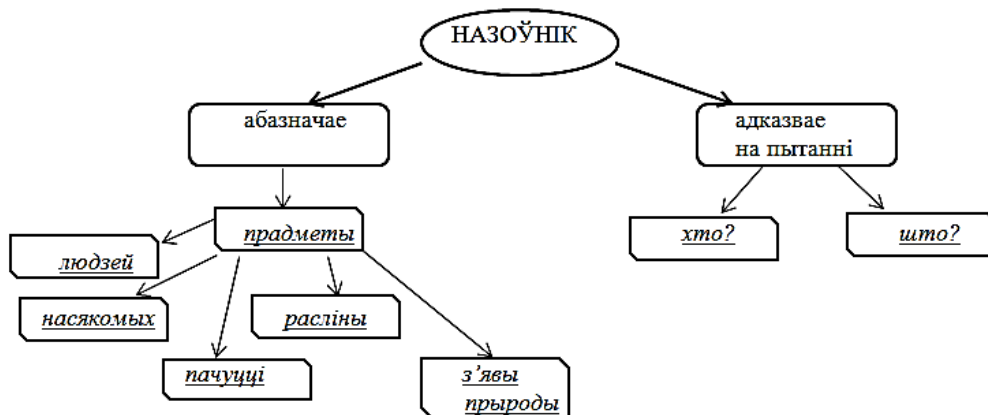 НАЗОЎНІК
абазначае
адказвае
на пытанні
прадметы
хто?
што?
людзей
насякомых
расліны
пачуцці
з’явы
прыроды